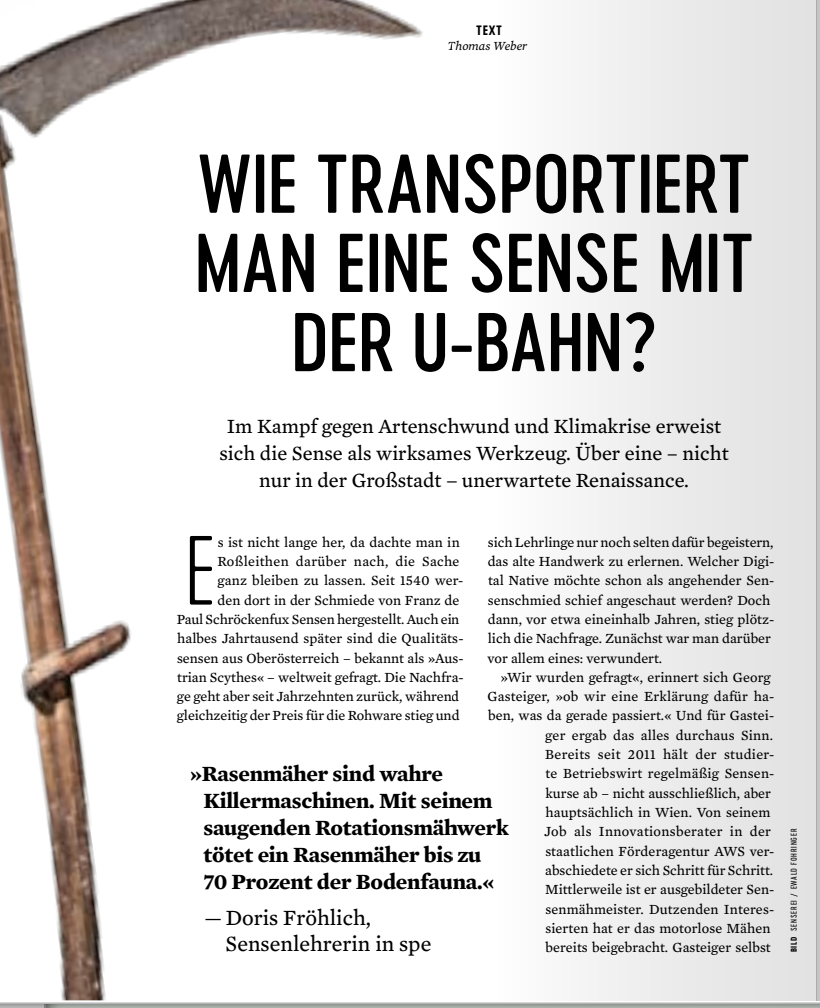 TEXT
Thomas Weber
WIE TRANSPORTIERT
MAN EINE SENSE MIT
DER U-BAHN?
Im Kampf gegen Artenschwund und Klimakrise erweist
sich die Sense als wirksames Werkzeug. Über eine – nicht
nur in der Großstadt – unerwartete Renaissance.
Es ist nicht lange her, da dachte man in
Roßleithen darüber nach, die Sache
ganz bleiben zu lassen. Seit 1540 wer-
den dort in der Schmiede von Franz de
Paul Schröckenfux Sensen hergestellt. Auch ein
halbes Jahrtausend später sind die Qualitäts-
sensen aus Oberösterreich – bekannt als »Aus-
trian Scythes« – weltweit gefragt. Die Nachfra-
ge geht aber seit Jahrzehnten zurück, während
gleichzeitig der Preis für die Rohware stieg und
sich Lehrlinge nur noch selten dafür begeistern,
das alte Handwerk zu erlernen. Welcher Digi-
tal Native möchte schon als angehender Sen-
senschmied schief angeschaut werden? Doch
dann, vor etwa eineinhalb Jahren, stieg plötz-
lich die Nachfrage. Zunächst war man darüber
vor allem eines: verwundert.
»Wir wurden gefragt«, erinnert sich Georg
Gasteiger, »ob wir eine Erklärung dafür ha-
ben, was da gerade passiert.« Und für Gastei-
ger ergab das alles durchaus Sinn.
Bereits seit 2011 hält der studier-
te Betriebswirt regelmäßig Sensen-
kurse ab – nicht ausschließlich, aber
hauptsächlich in Wien. Von seinem
Job als Innovationsberater in der
staatlichen Förderagentur AWS ver-
abschiedete er sich Schritt für Schritt.
Mittlerweile ist er ausgebildeter Sen-
senmähmeister. Dutzenden Interes-
sierten hat er das motorlose Mähen
bereits beigebracht. Gasteiger selbst
»Rasenmäher sind wahre
Killermaschinen. Mit seinem
saugenden Rotationsmähwerk
tötet ein Rasenmäher bis zu
70 Prozent der Bodenfauna.«
— Doris Fröhlich,
Sensenlehrerin in spe
BILD SENSEREI / EWALD FOHRINGER